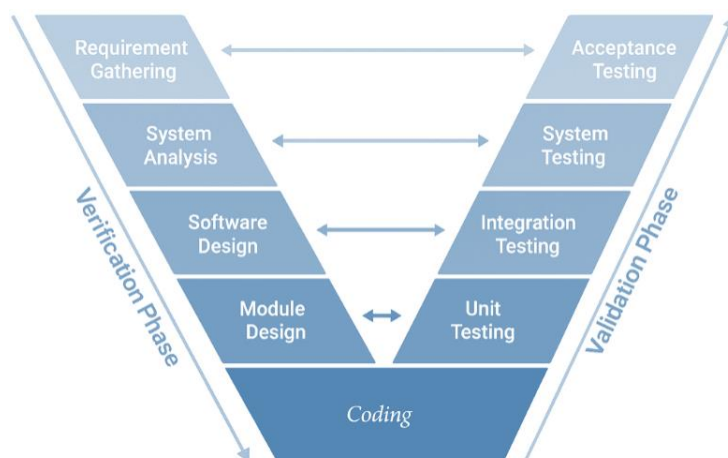 Requirement
Gathering
Acceptance
Testing
System
Analysis
System
Testing
Software
Design
Integration
Testing
Module
Design
Unit
Testing
Coding
Verification Phase
Validation Phase